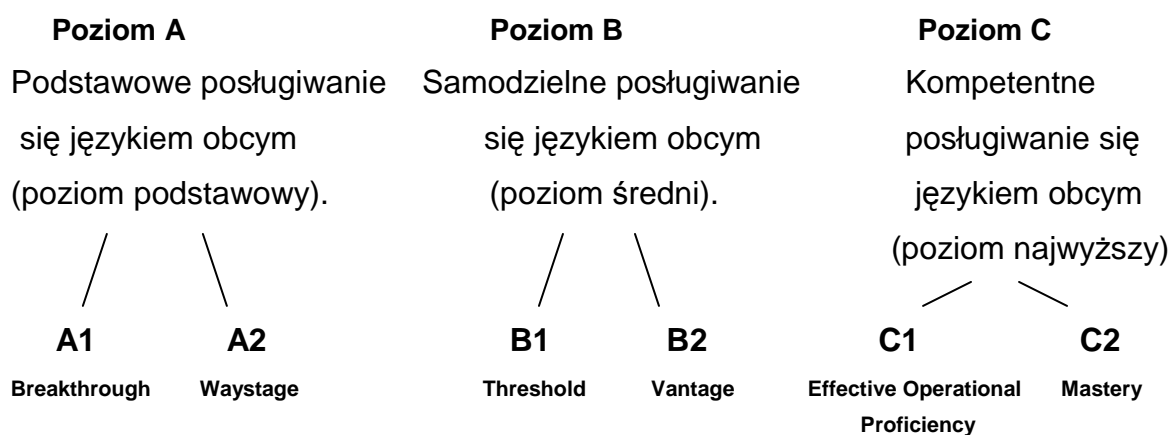 Poziom A Poziom B Poziom C
Podstawowe posługiwanie Samodzielne posługiwanie Kompetentne
się językiem obcym się językiem obcym posługiwanie się
(poziom podstawowy). (poziom średni). językiem obcym
(poziom najwyższy)
A1 A2 B1 B2 C1 C2
Breakthrough Waystage Threshold Vantage Effective Operational Mastery
Proficiency